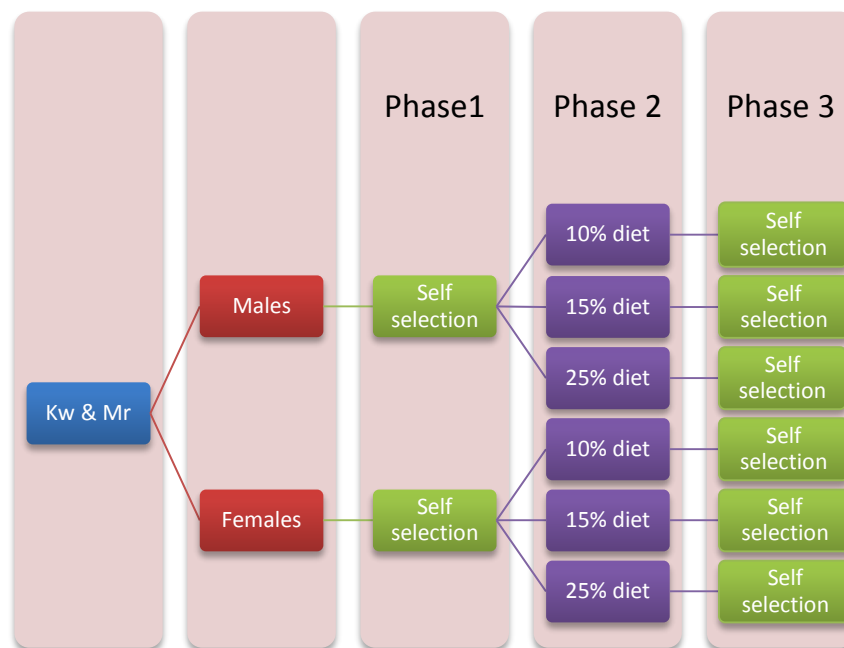 Phase1
Phase 2
Phase 3
Kw & Mr
Males
Self
selection
10% diet
Self
selection
15% diet
Self
selection
25% diet
Self
selection
Females
Self
selection
10% diet
Self
selection
15% diet
Self
selection
25% diet
Self
selection